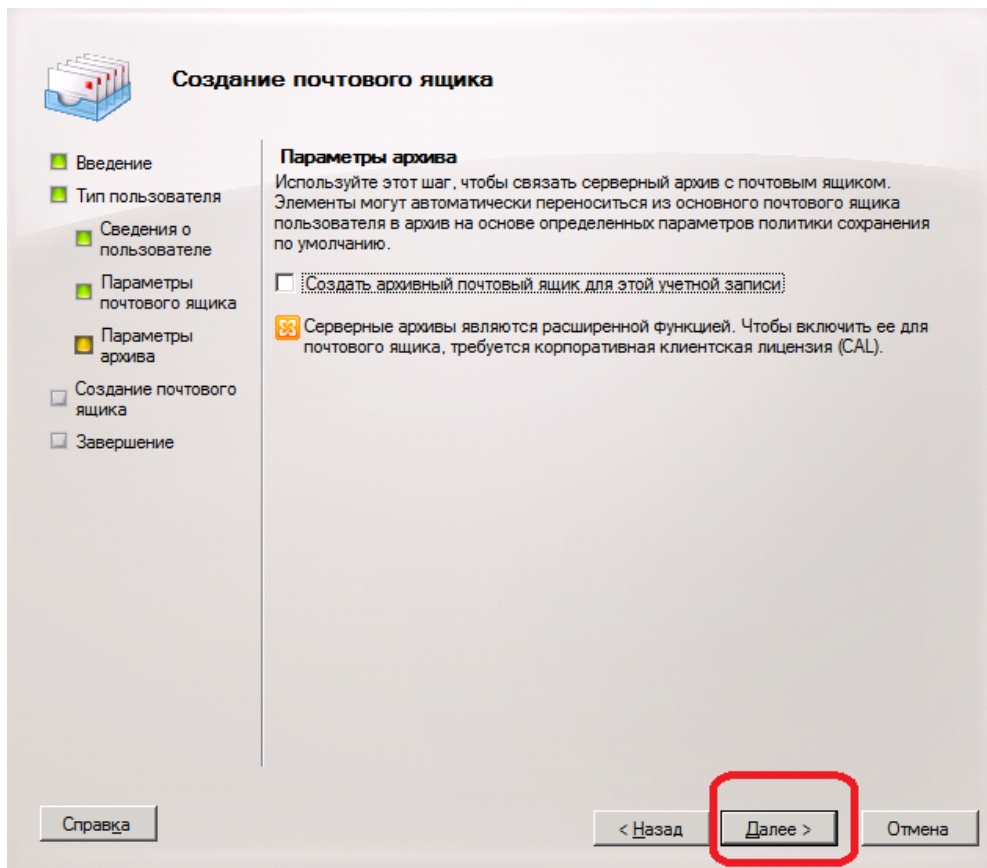 Создание почтового ящика
Введение
Тип пользователя
Сведения о
пользователе
Параметры
почтового ящика
Параметры
архива
Создание почтового
ящика
Завершение
Параметры архива
Используйте этот шаг, чтобы связать серверный архив с почтовым ящиком.
Элементы могут автоматически переноситься из основного почтового ящика
пользователя в архив на основе определенных параметров политики сохранения
по умолчанию.
Создать архивный почтовый ящик для этой учетной записи
Серверные архивы являются расширенной функцией. Чтобы включить ее для
почтового ящика, требуется корпоративная клиентская лицензия (CAL).
Справка
< Назад
Далее >
Отмена